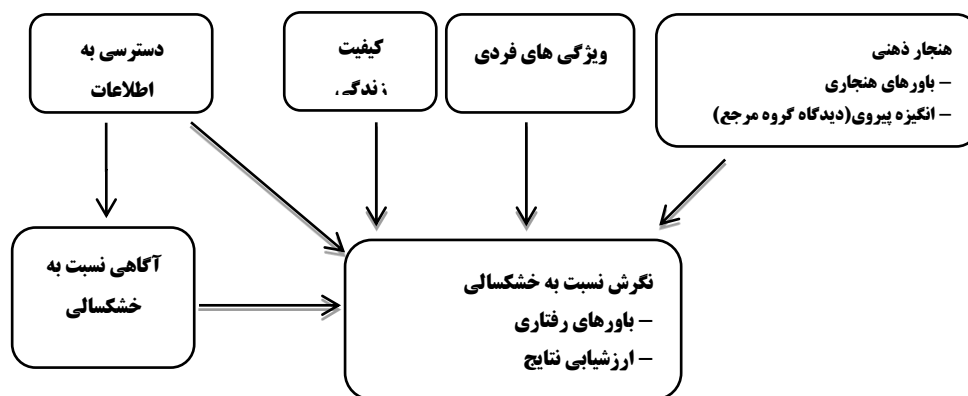 هنجار ذهنی
– باورهای هنجاری
– انگیزه پیروی(دیدگاه گروه مرجع)
ویژگی های فردی
کیفیت
زندگی
دسترسی به
اطلاعات
نگرش نسبت به خشکسالی
– باورهای رفتاری
– ارزشیابی نتایج
آگاهی نسبت به
خشکسالی